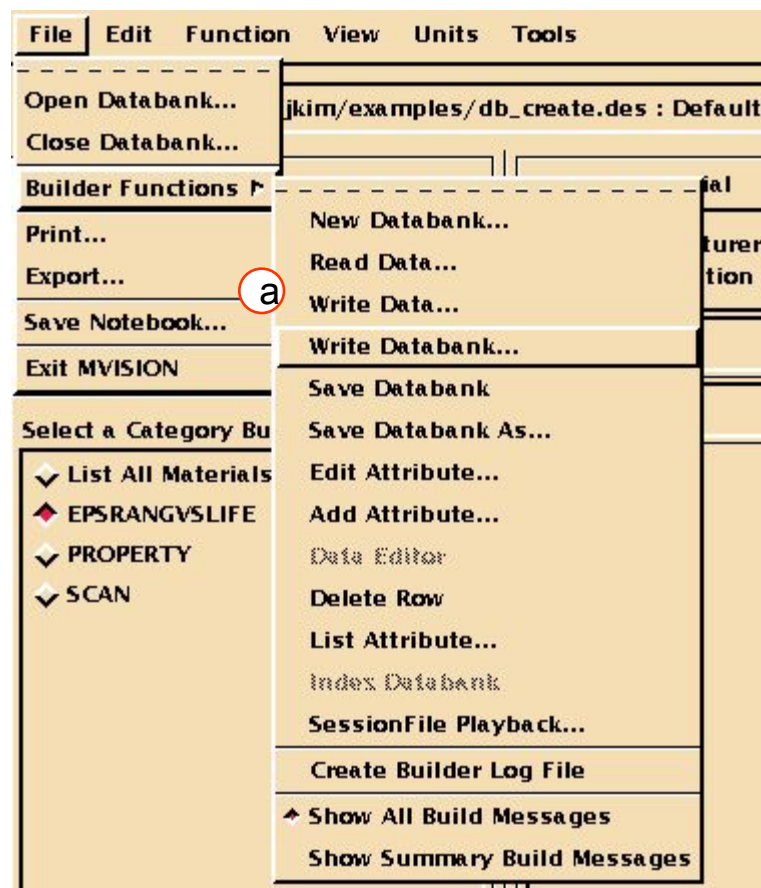 File Edit Function View Units Tools
Open Databank...
jkim/examples/db_create.des : Default
Close Databank...
Builder Functions
ial
Print...
Export...
Save Notebook...
Exit MVISION
turer
tion
a
New Databank...
Read Data...
Write Data...
Write Databank...
Save Databank
Save Databank As...
Edit Attribute...
Add Attribute...
Data Editor
Delete Row
List Attribute...
Index Databank
SessionFile Playback...
Create Builder Log File
Show All Build Messages
Show Summary Build Messages
Select a Category Bu
List All Materials
EPSRANGVSLIFE
PROPERTY
SCAN